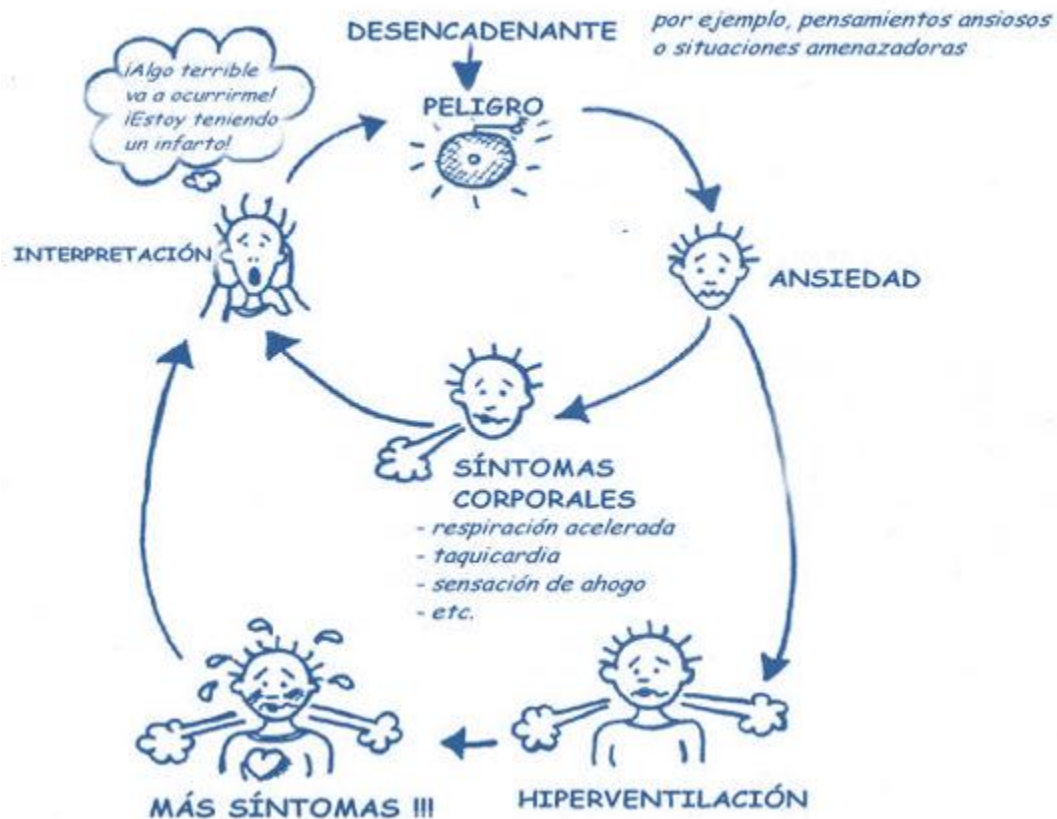 DESENCADENANTE
por ejemplo, pensamientos ansiosos
o situaciones amenazadoras
PELIGRO
¡Algo terrible
va a ocurrirme!
¡Estoy teniendo
un infarto!
INTERPRETACIÓN
ANSIEDAD
SÍNTOMAS
CORPORALES
- respiración acelerada
- taquicardia
- sensación de ahogo
- etc.
HIPERVENTILACIÓN
MÁS SÍNTOMAS !!!